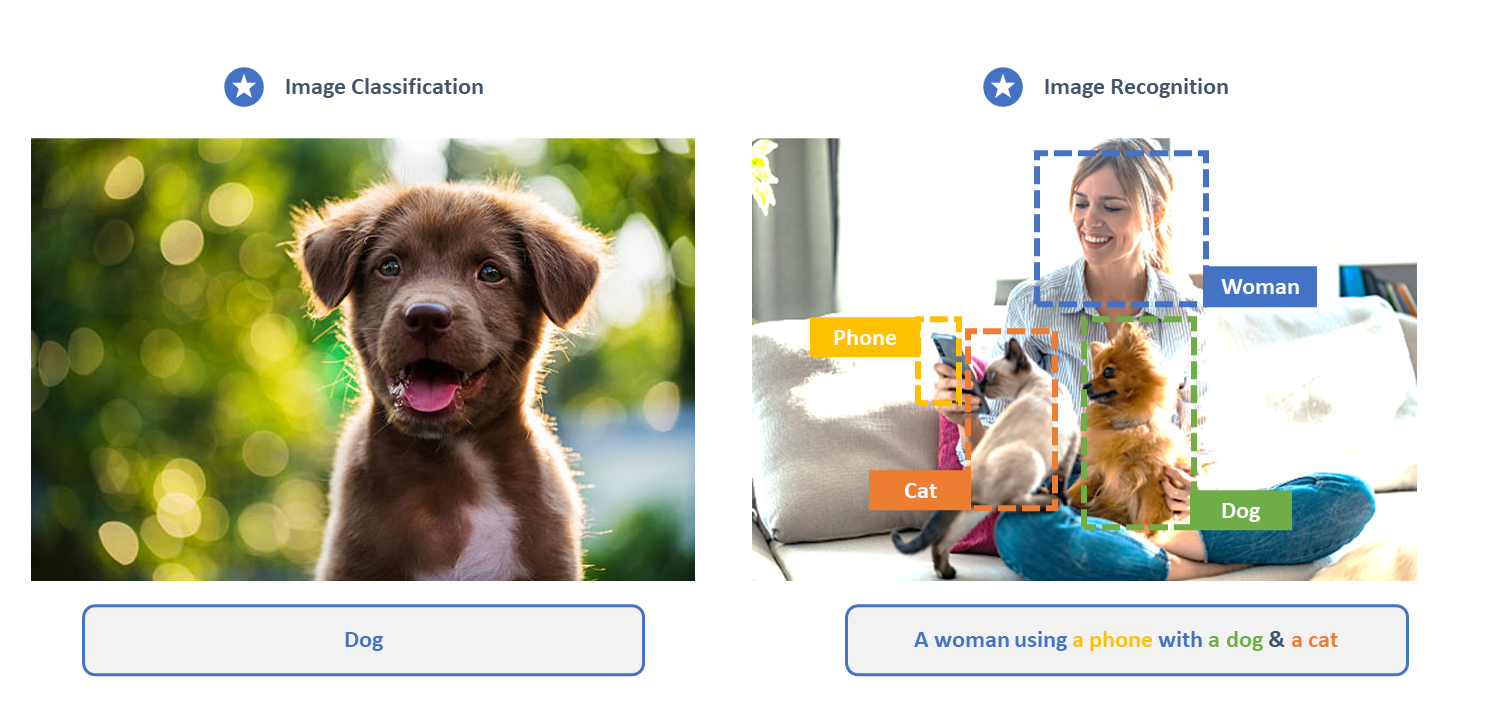 Image Classification
Image Recognition
Woman
Phone
Cat
Dog
Dog
A woman using a phone with a dog & a cat